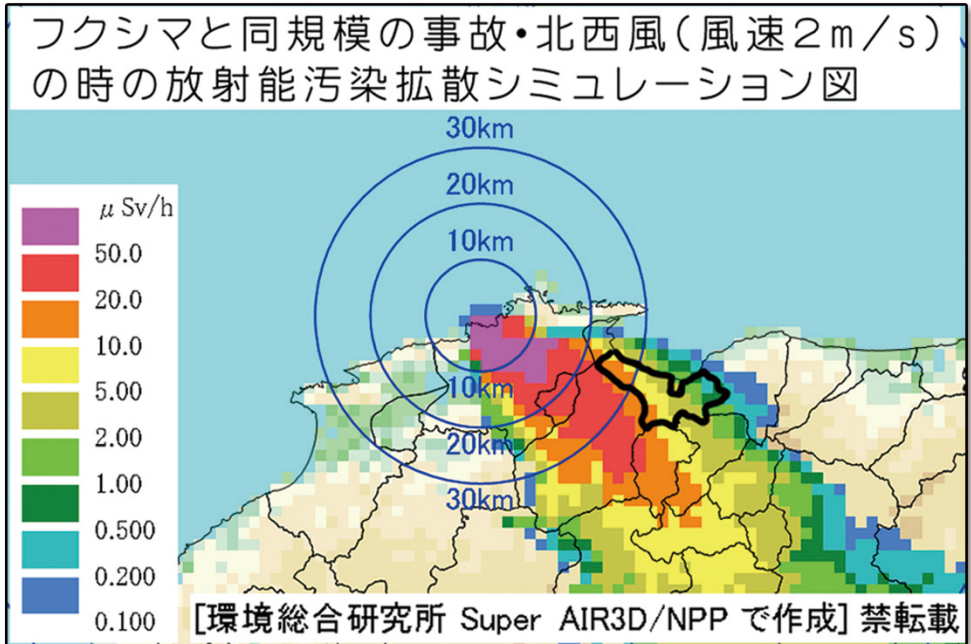 フクシマと同規模の事故・北西風(風速2m/s)
の時の放射能汚染拡散シミュレーション図
30km
20km
10km
10km
20km
30km
μ Sv/h
50.0
20.0
10.0
5.00
2.00
1.00
0.500
0.200
0.100
[環境総合研究所 Super AIR3D/NPP で作成] 禁転載